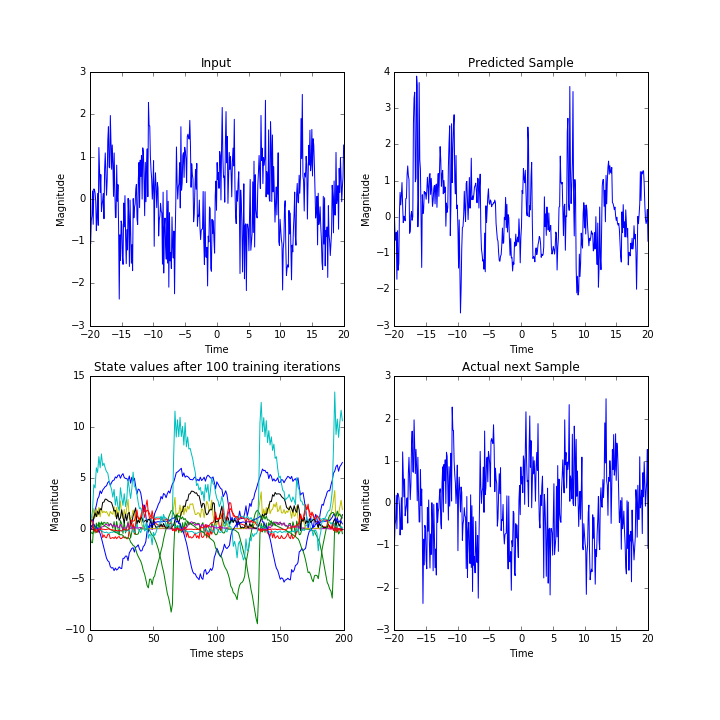 Input
3
2
1
0
−1
−2
−3
Magnitude
−20 −15 −10 −5 0 5 10 15 20
Time
Predicted Sample
4
3
2
1
0
−1
−2
−3
Magnitude
−20 −15 −10 −5 0 5 10 15 20
Time
State values after 100 training iterations
15
10
5
0
−5
−10
Magnitude
0 50 100 150 200
Time steps
Actual next Sample
3
2
1
0
−1
−2
−3
Magnitude
−20 −15 −10 −5 0 5 10 15 20
Time